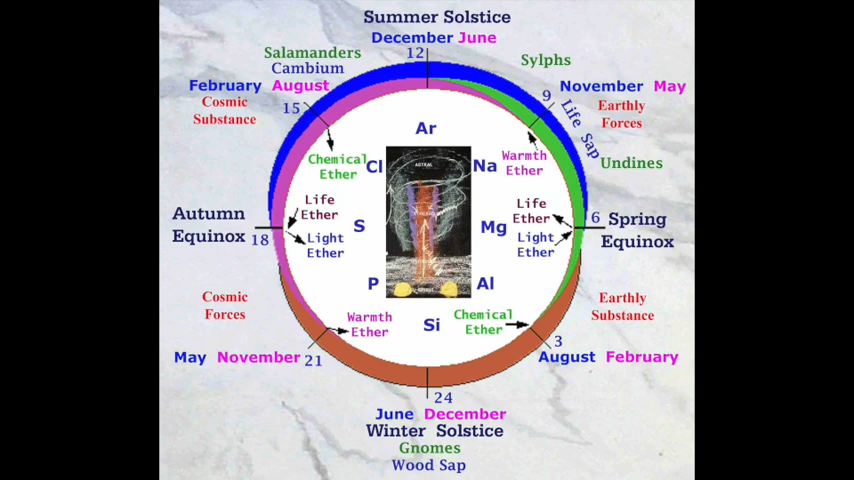 Summer Solstice
December June
12
Salamanders
Cambium
Sylphs
February August
15
Cosmic
Substance
November May
9
Life Sap
Earthly
Forces
Undines
Ar
Chemical
Ether
Cl
Na
Warmth
Ether
ASTRAL
Life
Ether
Life
Ether
Autumn
Equinox
18
S
Mg
6
Spring
Equinox
Light
Ether
Light
Ether
P
Al
Cosmic
Forces
Earthly
Substance
Warmth
Ether
Si
Chemical
Ether
May November
21
3
August February
24
June December
Winter Solstice
Gnomes
Wood Sap